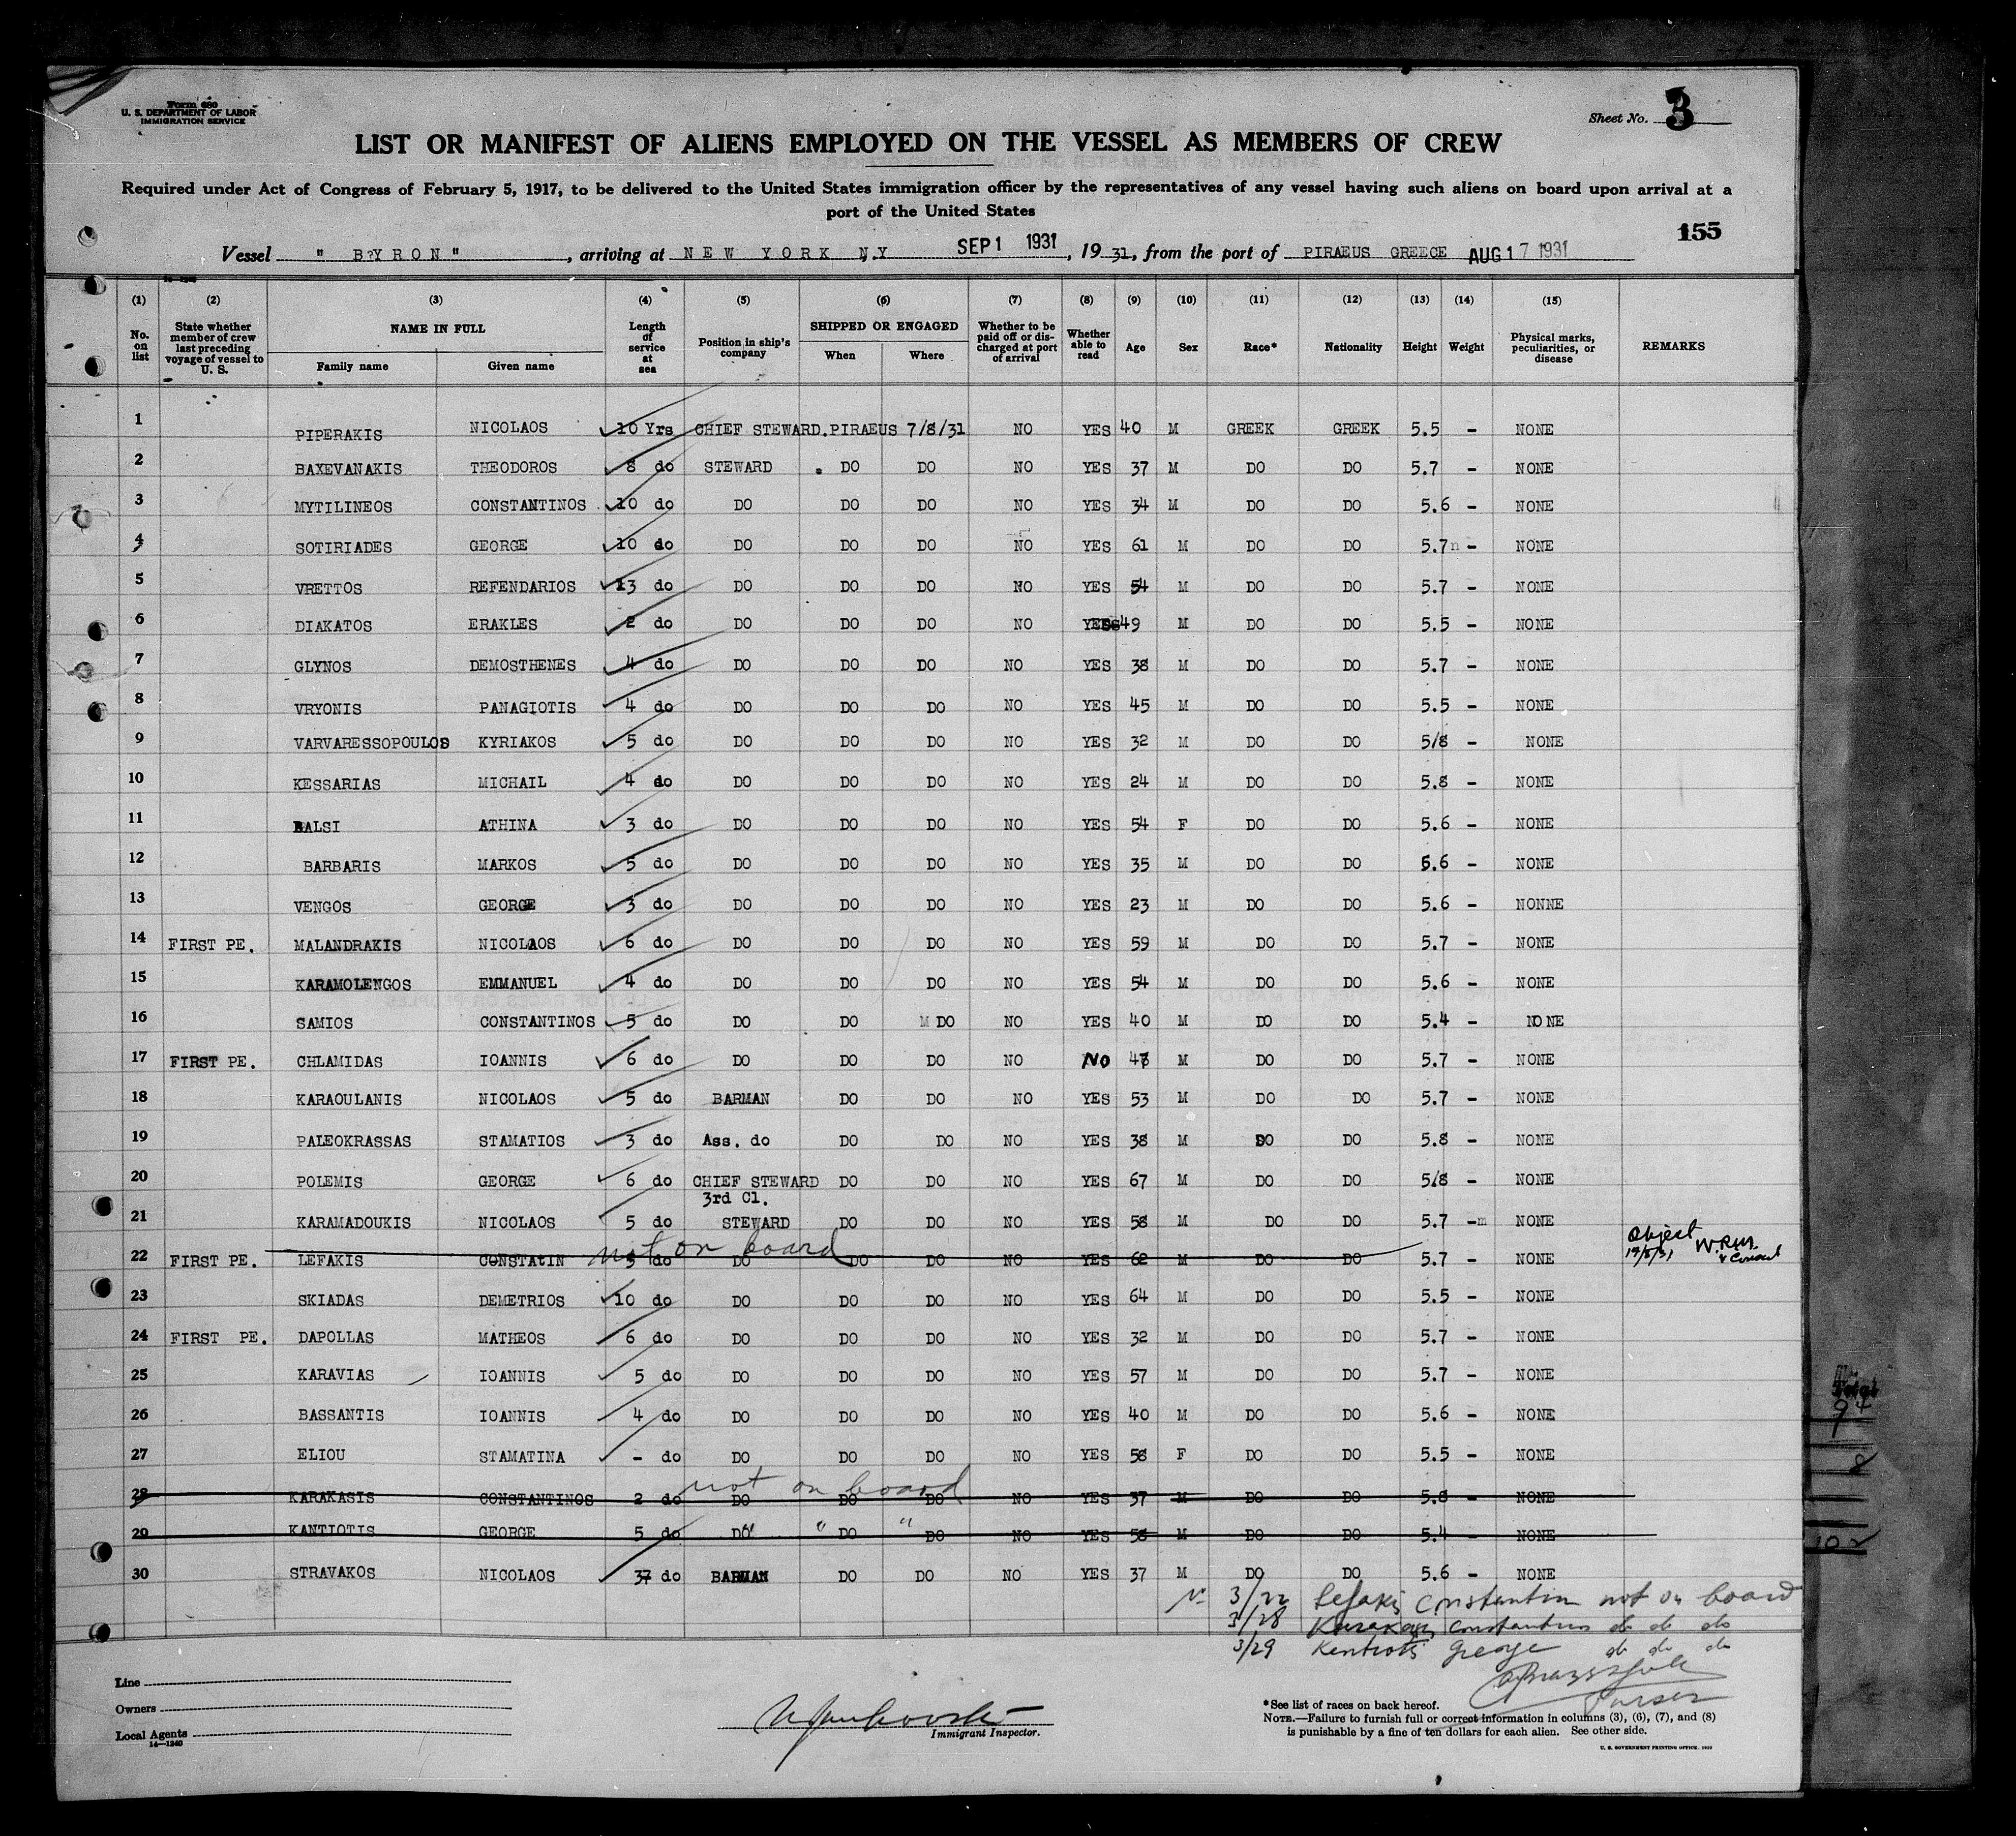 Form 680
U. S. DEPARTMENT OF LABOR
IMMIGRATION SERVICE
Sheet No. 3
LIST OR MANIFEST OF ALIENS EMPLOYED ON THE VESSEL AS MEMBERS OF CREW
Required under Act of Congress of February 5, 1917, to be delivered to the United States immigration officer by the representatives of any vessel having such aliens on board upon arrival at a
port of the United States
155
Vessel " BYRON", arriving at NEW YORK N.Y SEP 1 1931, 1931, from the port of PIRAEUS GREECE AUG 17 1931
(1) (2) (3) (4) (5) (6) (7) (8) (9) (10) (11) (12) (13) (14) (15)
No. on list State whether member of crew last preceding voyage of vessel to U. S. NAME IN FULL Family name Given name Length of service at sea Position in ship's company SHIPPED OR ENGAGED When Where Whether to be paid off or discharged at port of arrival Whether able to read Age Sex Race* Nationality Height Weight Physical marks, peculiarities, or disease REMARKS
1 PIPERAKIS NICOLAOS 10 Yrs CHIEF STEWARD. PIRAEUS 7/8/31 NO YES 40 M GREEK GREEK 5.5 - NONE
2 BAXEVANAKIS THEODOROS 8 do STEWARD . DO DO NO YES 37 M DO DO 5.7 - NONE
3 MYTILINEOS CONSTANTINOS 10 do DO DO DO NO YES 34 M DO DO 5.6 - NONE
4 SOTIRIADES GEORGE 10 do DO DO DO NO YES 61 M DO DO 5.7n - NONE
5 VRETTOS REFENDARIOS 13 do DO DO DO NO YES 54 M DO DO 5.7 - NONE
6 DIAKATOS ERAKLES 2 do DO DO DO NO YES 49 M DO DO 5.5 - NONE
7 GLYNOS DEMOSTHENES 4 do DO DO DO NO YES 38 M DO DO 5.7 - NONE
8 VRYONIS PANAGIOTIS 4 do DO DO DO NO YES 45 M DO DO 5.5 - NONE
9 VARVARESSOPOULOS KYRIAKOS 5 do DO DO DO NO YES 32 M DO DO 5/8 - NONE
10 KESSARIAS MICHAIL 4 do DO DO DO NO YES 24 M DO DO 5.8 - NONE
11 BALSI ATHINA 3 do DO DO DO NO YES 54 F DO DO 5.6 - NONE
12 BARBARIS MARKOS 5 do DO DO DO NO YES 35 M DO DO 5.6 - NONE
13 VENGOS GEORGE 3 do DO DO DO NO YES 23 M DO DO 5.6 - NONNE
14 FIRST PE. MALANDRAKIS NICOLAOS 6 do DO DO DO NO YES 59 M DO DO 5.7 - NONE
15 KARAMOLENGOS EMMANUEL 4 do DO DO DO NO YES 54 M DO DO 5.6 - NONE
16 SAMIOS CONSTANTINOS 5 do DO DO M DO NO YES 40 M DO DO 5.4 - NO NE
17 FIRST PE. CHLAMIDAS IOANNIS 6 do DO DO DO NO No 48 M DO DO 5.7 - NONE
18 KARAOULANIS NICOLAOS 5 do BARMAN DO DO NO YES 53 M DO DO 5.7 - NONE
19 PALEOKRASSAS STAMATIOS 3 do Ass. do DO DO NO YES 38 M DO DO 5.8 - NONE
20 POLEMIS GEORGE 6 do CHIEF STEWARD 3rd Cl. DO DO NO YES 67 M DO DO 5/8 - NONE
21 KARAMADOUKIS NICOLAOS 5 do STEWARD DO DO NO YES 58 M DO DO 5.7 -m NONE
not on board
22 FIRST PE. LEFAKIS CONSTATIN 5 do DO DO DO NO YES 62 M DO DO 5.7 - NONE Object W.R.M.
23 SKIADAS DEMETRIOS 10 do DO DO DO NO YES 64 M DO DO 5.5 - NONE
24 FIRST PE. DAPOLLAS MATHEOS 6 do DO DO DO NO YES 32 M DO DO 5.7 - NONE
25 KARAVIAS IOANNIS 5 do DO DO DO NO YES 57 M DO DO 5.7 - NONE
26 BASSANTIS IOANNIS 4 do DO DO DO NO YES 40 M DO DO 5.6 - NONE
27 ELIOU STAMATINA - do DO DO DO NO YES 58 F DO DO 5.5 - NONE
not on board
28 KARAKASIS CONSTANTINOS 2 do DO DO DO NO YES 37 M DO DO 5.8 - NONE
29 KANTIOTIS GEORGE 5 do DO " " DO " DO NO YES 58 M DO DO 5.4 - NONE
30 STRAVAKOS NICOLAOS 37 do BARMAN DO DO NO YES 37 M DO DO 5.6 - NONE
3/22 Lefakis Constantin not on board
3/28 Karakasis Constantinos do do do
3/29 Kentiotis George do do do
Purser
Line
Owners
Local Agents
14-1240
Immigrant Inspector.
*See list of races on back hereof.
NOTE.—Failure to furnish full or correct information in columns (3), (6), (7), and (8)
is punishable by a fine of ten dollars for each alien. See other side.
U. S. GOVERNMENT PRINTING OFFICE
94
8
102